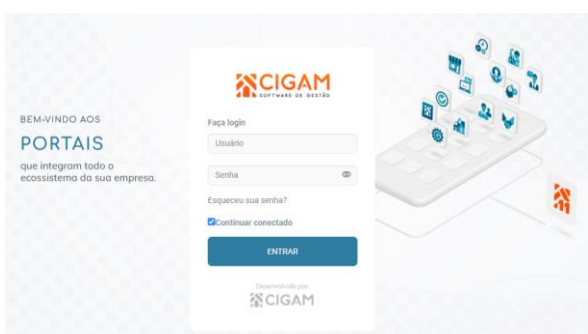 BEM-VINDO AOS
PORTAIS
que integram todo o
ecossistema da sua empresa.
CIGAM
SOFTWARE DE GESTÃO
Faça login
Usuário
Senha
Esqueceu sua senha?
Continuar conectado
ENTRAR
Desenvolvido por
CIGAM
11